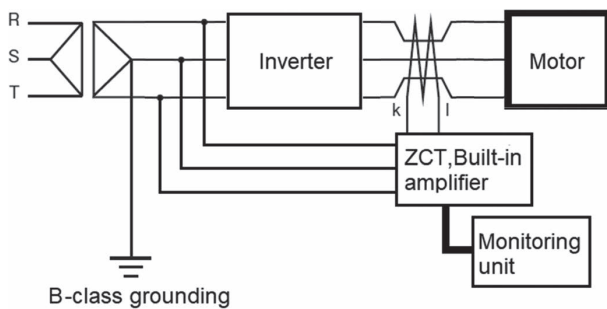 R
S
T
Inverter
Motor
k
l
ZCT,Built-in
amplifier
Monitoring
unit
B-class grounding